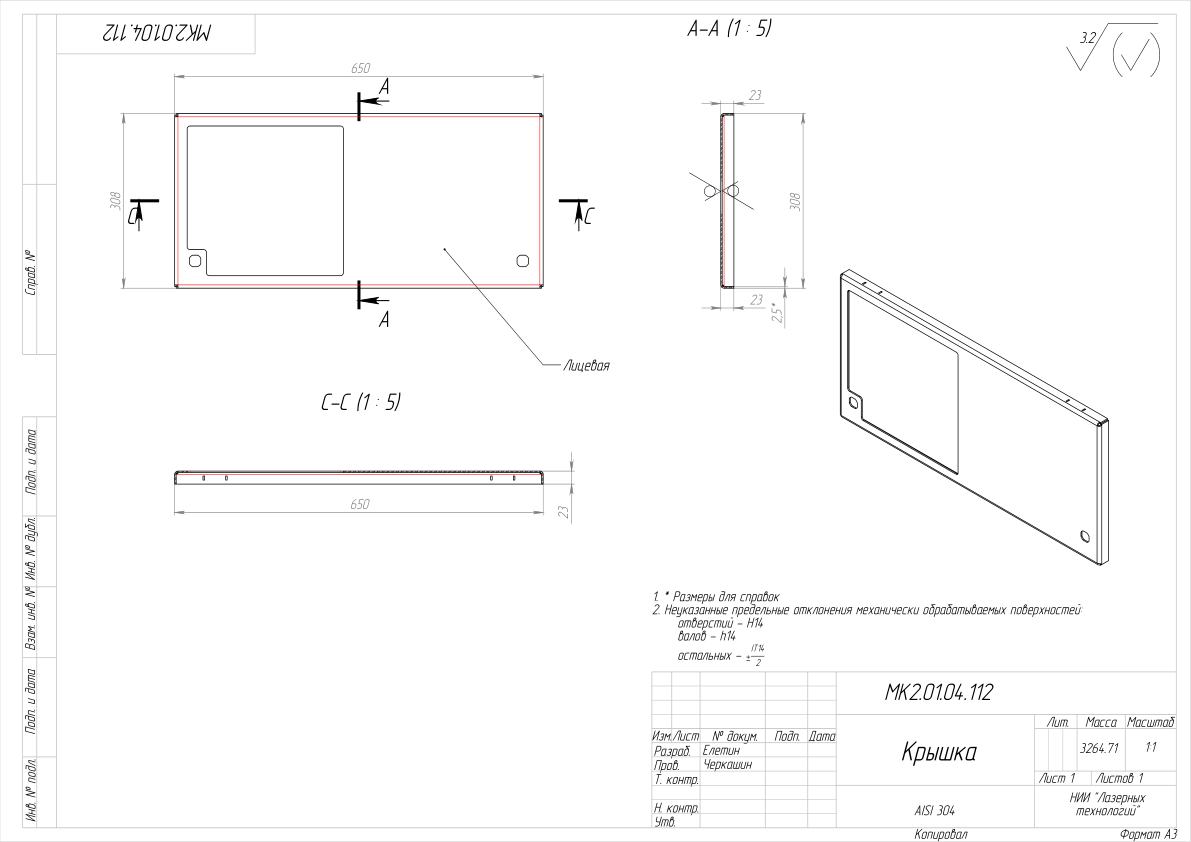 МК2.01.04.112
А-А (1 : 5)
3.2
650
А
23
308
308
С
С
Справ. №
23
2,5*
А
Лицевая
С-С (1 : 5)
Подп. и дата
650
23
Инв. № дубл.
Взам. инв. №
Подп. и дата
Инв. № подл.
1. * Размеры для справок
2. Неуказанные предельные отклонения механически обрабатываемых поверхностей:
отверстий - Н14
валов - h14
остальных - ± IT14
2
МК2.01.04.112
Лит. Масса Масштаб
Изм. Лист № докум. Подп. Дата
Разраб. Елетин
Крышка
3264.71 1:1
Пров. Черкашин
Т. контр.
Лист 1 Листов 1
Н. контр.
AISI 304
НИИ "Лазерных
технологий"
Утв.
Копировал Формат А3